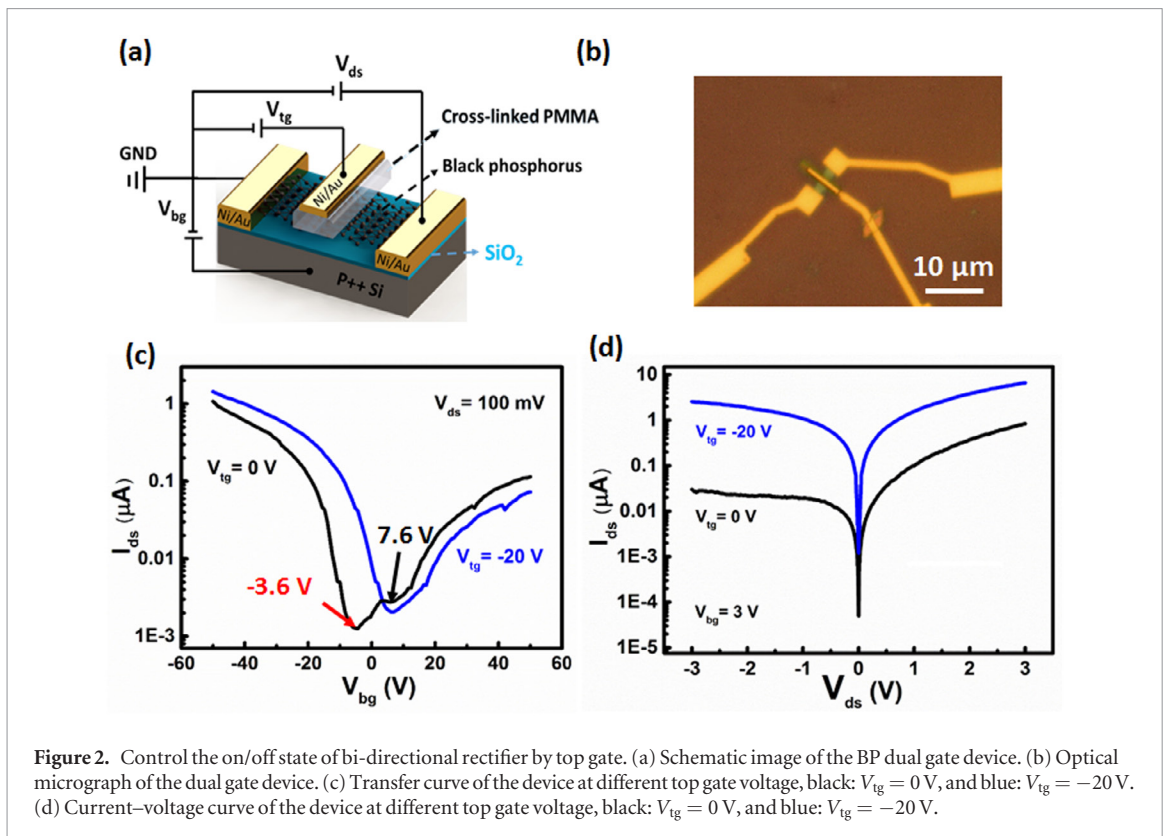 (a)
V_ds
V_tg
Cross-linked PMMA
GND
Black phosphorus
V_bg
Ni/Au
Ni/Au
Ni/Au
SiO₂
P++ Si
(b)
10 μm
(c)
1
0.1
0.01
1E-3
I_ds (μA)
V_ds= 100 mV
V_tg= 0 V
7.6 V
V_tg= -20 V
-3.6 V
-60 -40 -20 0 20 40 60
V_bg (V)
(d)
10
1
0.1
0.01
1E-3
1E-4
1E-5
I_ds (μA)
V_tg= -20 V
V_tg= 0V
V_bg= 3 V
-3 -2 -1 0 1 2 3
V_ds (V)
Figure 2. Control the on/off state of bi-directional rectifier by top gate. (a) Schematic image of the BP dual gate device. (b) Optical
micrograph of the dual gate device. (c) Transfer curve of the device at different top gate voltage, black: V_tg = 0 V, and blue: V_tg = −20 V.
(d) Current–voltage curve of the device at different top gate voltage, black: V_tg = 0 V, and blue: V_tg = −20 V.